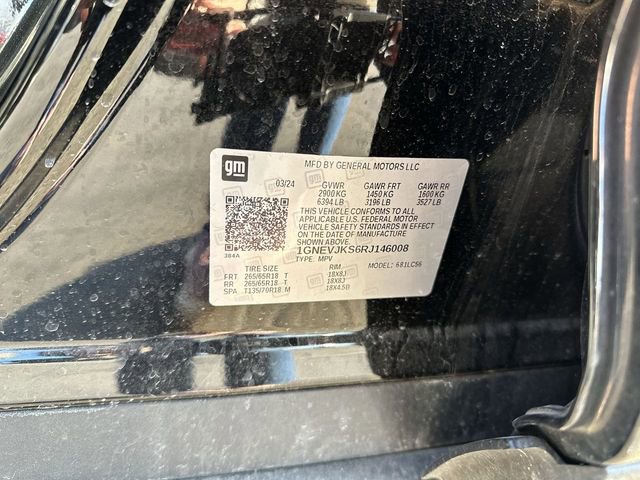 gm
MFD BY GENERAL MOTORS LLC
03/24 GVWR GAWR FRT GAWR RR
2900 KG 1450 KG 1600 KG
6394 LB 3196 LB 3527 LB
THIS VEHICLE CONFORMS TO ALL
APPLICABLE U.S. FEDERAL MOTOR
VEHICLE SAFETY STANDARDS IN EFFECT
ON THE DATE OF MANUFACTURE
SHOWN ABOVE.
1GNEVJKS6RJ146008
384A TYPE: MPV MODEL: 681LC56
TIRE SIZE RIM
FRT 265/65R18 T 18X8J
RR 265/65R18 T 18X8J
SPA T135/70R18 M 18X4.5B